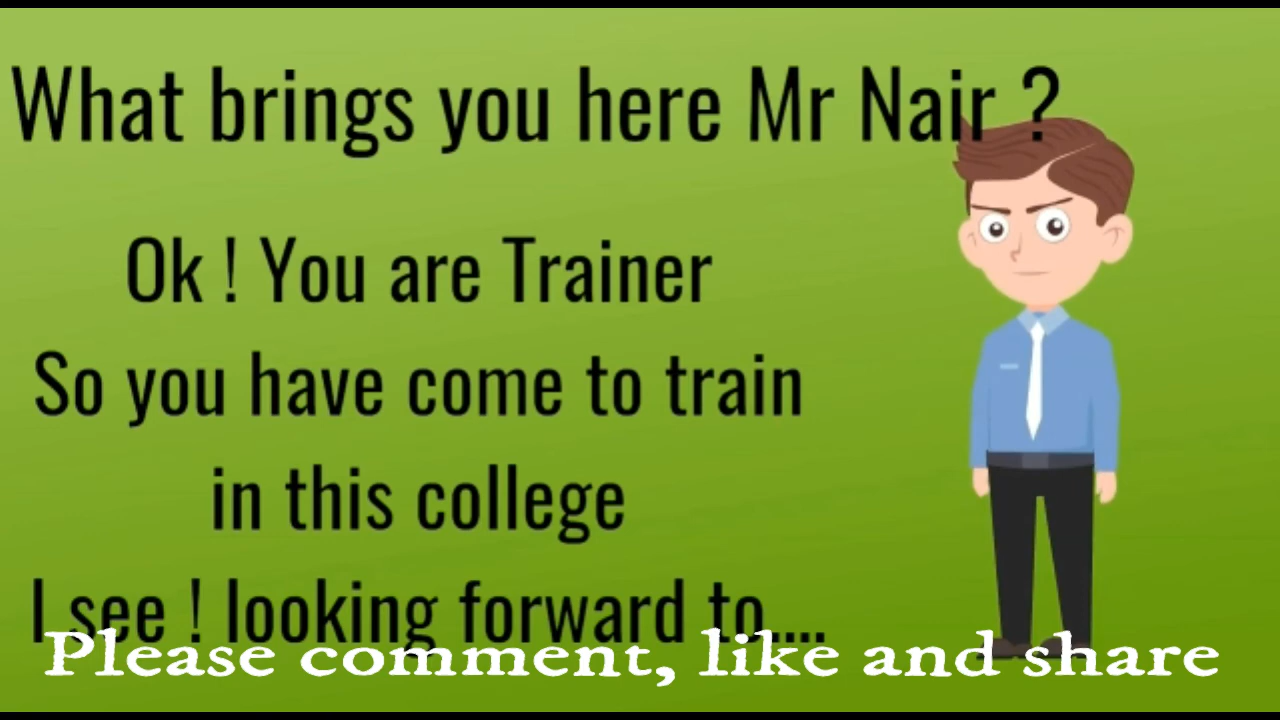 What brings you here Mr Nair ?
Ok ! You are Trainer
So you have come to train
in this college
I see ! looking forward to....
Please comment, like and share